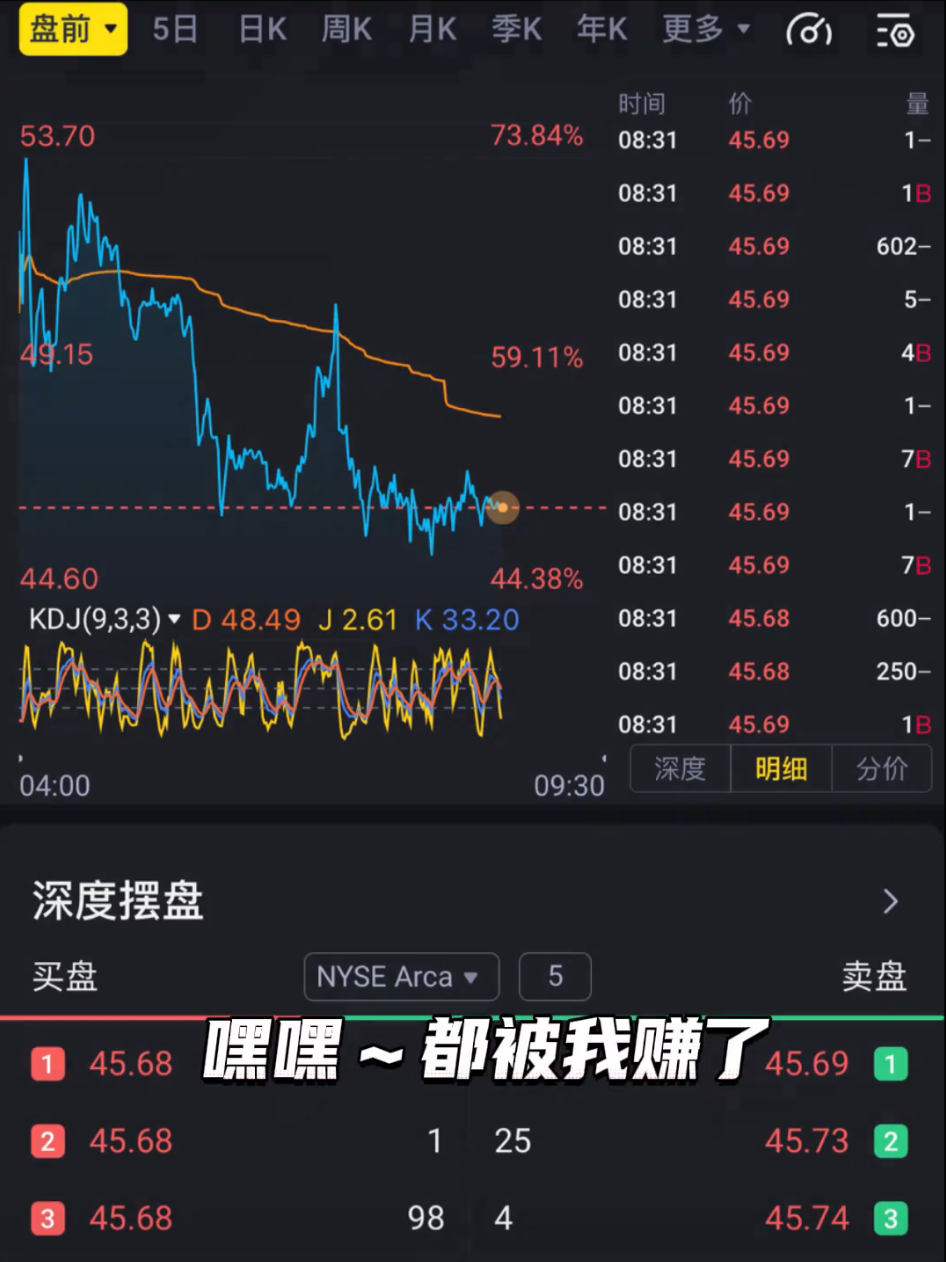 盘前 5日 日K 周K 月K 季K 年K 更多
时间 价 量
53.70 73.84%
49.15 59.11%
44.60 44.38%
08:31 45.69 1–
08:31 45.69 1B
08:31 45.69 602–
08:31 45.69 5–
08:31 45.69 4B
08:31 45.69 1–
08:31 45.69 7B
08:31 45.69 1–
08:31 45.69 7B
08:31 45.68 600–
08:31 45.68 250–
08:31 45.69 1B
KDJ(9,3,3) D 48.49 J 2.61 K 33.20
04:00 09:30
深度 明细 分价
深度摆盘
买盘 NYSE Arca 5 卖盘
嘿嘿~都被我赚了
1 45.68 45.69 1
2 45.68 1 25 45.73 2
3 45.68 98 4 45.74 3